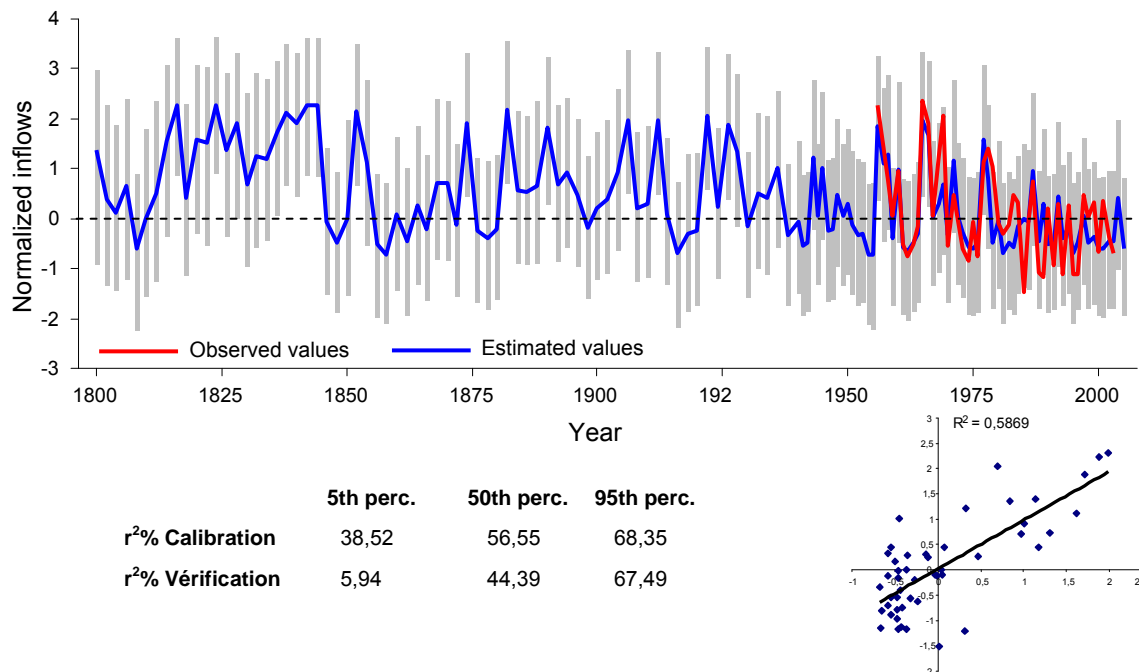 4
3
2
1
0
-1
-2
-3
Normalized inflows
Observed values
Estimated values
1800 1825 1850 1875 1900 192 1950 1975 2000
Year
5th perc. 50th perc. 95th perc.
r²% Calibration 38,52 56,55 68,35
r²% Vérification 5,94 44,39 67,49
R² = 0,5869
3
2,5
2
1,5
1
0,5
0
-1 -0,5 0 0,5 1 1,5 2 2
-0,5
-1
-1,5
-2